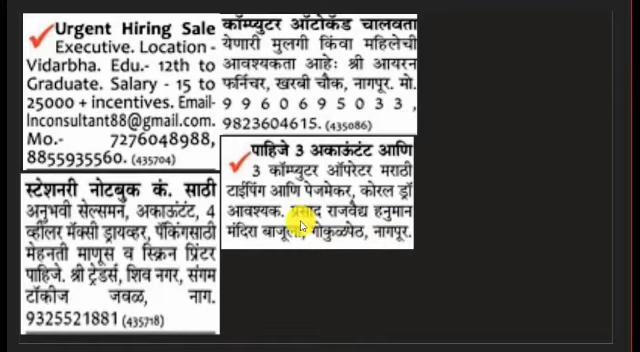 Urgent Hiring Sale
Executive. Location -
Vidarbha. Edu.- 12th to
Graduate. Salary - 15 to
25000 + incentives. Email-
Inconsultant88@gmail.com.
Mo.- 7276048988,
8855935560. (435704)
स्टेशनरी नोटबुक कं. साठी
अनुभवी सेल्समन, अकाऊंटंट, 4
व्हीलर मॅक्सी ड्रायव्हर, पॅकिंगसाठी
मेहनती माणूस व स्क्रिन प्रिंटर
पाहिजे. श्री ट्रेडर्स, शिव नगर, संगम
टॉकीज जवळ, नाग.
9325521881 (435718)
कॉम्प्युटर ऑटोकॅड चालवता
येणारी मुलगी किंवा महिलेची
आवश्यकता आहेः श्री आयरन
फर्निचर, खरबी चौक, नागपूर. मो.
9960695033,
9823604615. (435086)
पाहिजे 3 अकाऊंटंट आणि
3 कॉम्प्युटर ऑपरेटर मराठी
टाईपिंग आणि पेजमेकर, कोरल ड्रॉ
आवश्यक. प्रसाद राजवैद्य हनुमान
मंदिरा बाजूला, गोकुळपेठ, नागपूर.